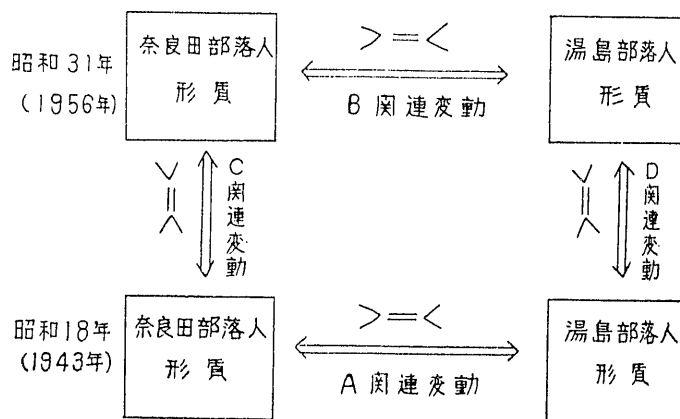 昭和31年
(1956年)
奈良田部落人
形質
>=<
B 関連変動
湯島部落人
形質
>=<
C関連変動
>=<
D関連変動
昭和18年
(1943年)
奈良田部落人
形質
>=<
A 関連変動
湯島部落人
形質